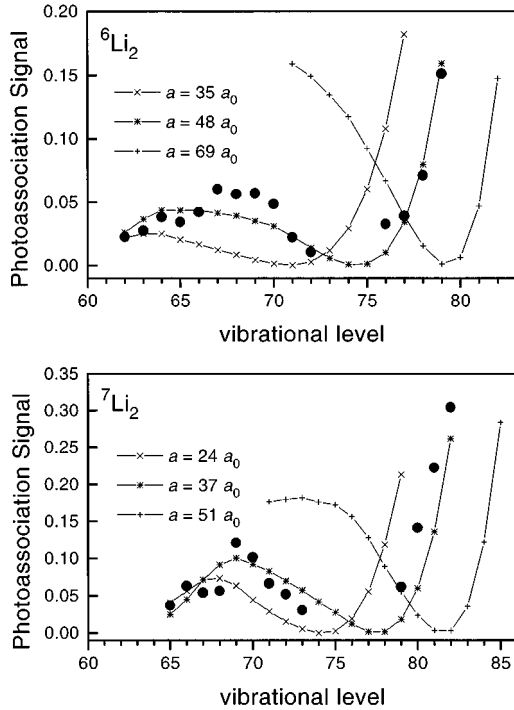 0.20
⁶Li₂
0.15
a = 35 a₀
a = 48 a₀
0.10
a = 69 a₀
0.05
0.00
Photoassociation Signal
60 65 70 75 80
vibrational level
0.35
⁷Li₂
0.30
0.25
a = 24 a₀
0.20
a = 37 a₀
a = 51 a₀
0.15
0.10
0.05
0.00
Photoassociation Signal
60 65 70 75 80 85
vibrational level